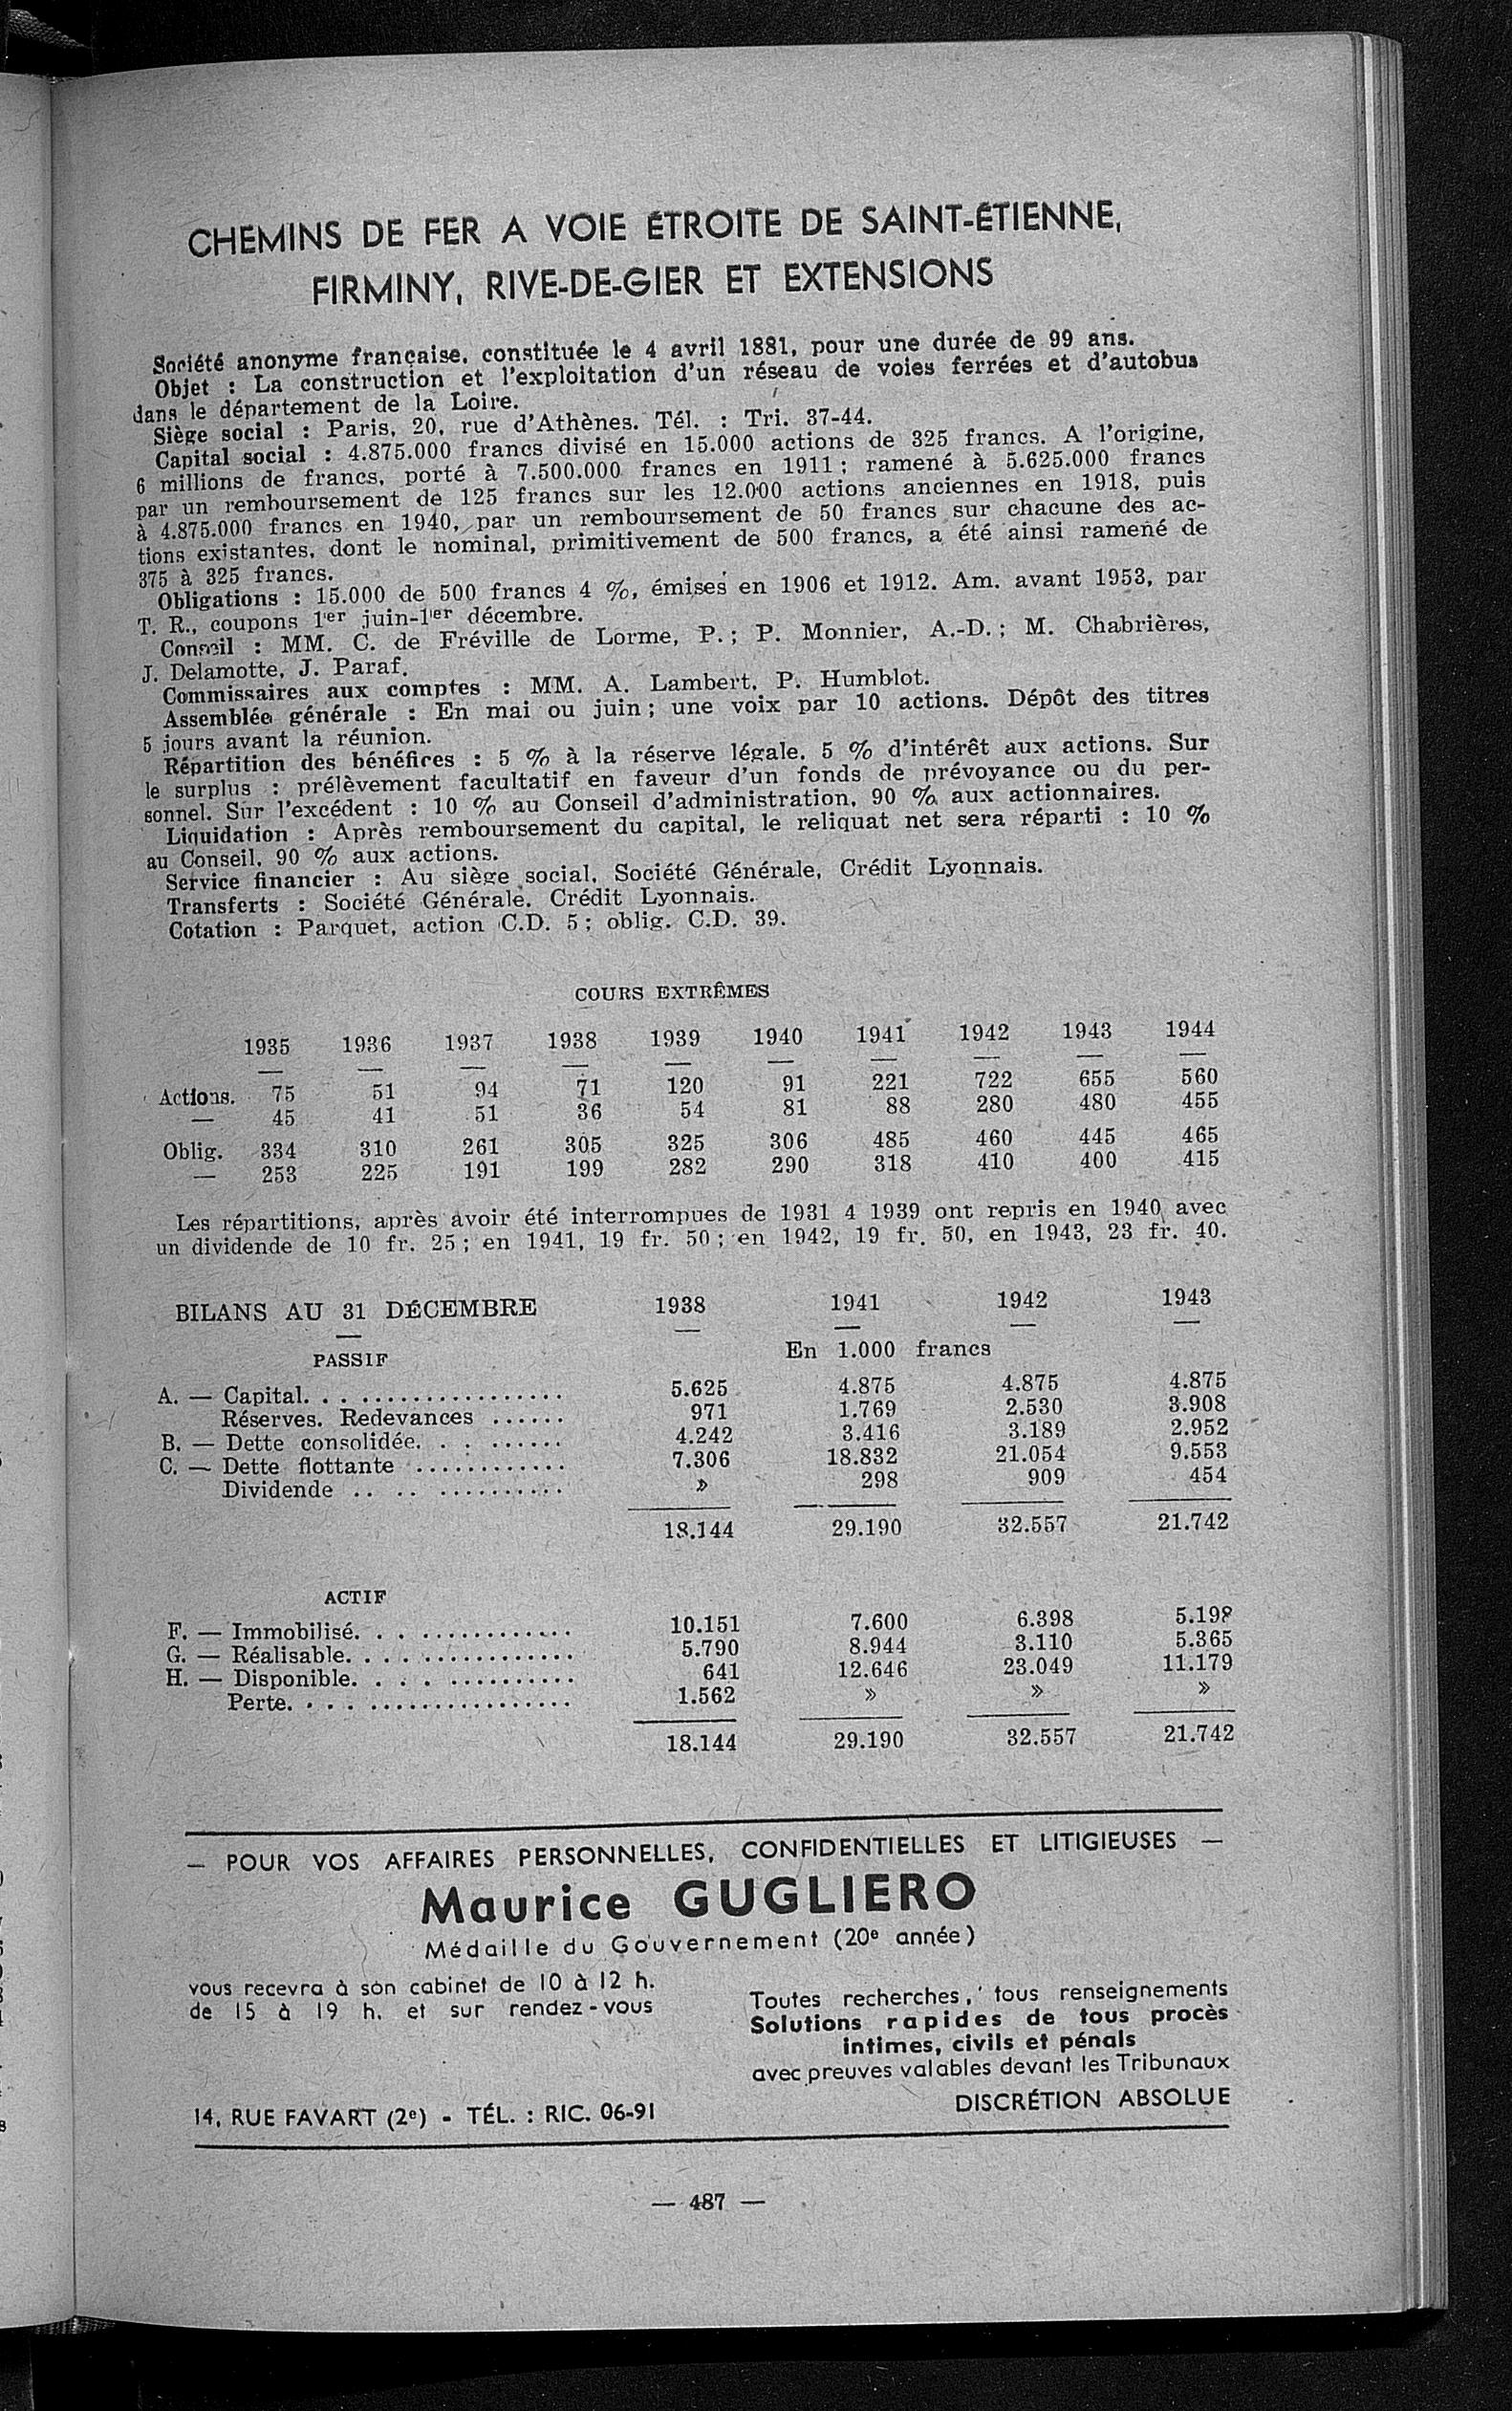 CHEMINS DE FER A VOIE ÉTROITE DE SAINT-ÉTIENNE,
FIRMINY, RIVE-DE-GIER ET EXTENSIONS
Société anonyme française, constituée le 4 avril 1881, pour une durée de 99 ans.
Objet : La construction et l'exploitation d'un réseau de voies ferrées et d'autobus
dans le département de la Loire.
Siège social : Paris, 20, rue d'Athènes. Tél. : Tri. 37-44.
Capital social : 4.875.000 francs divisé en 15.000 actions de 325 francs. A l'origine,
6 millions de francs, porté à 7.500.000 francs en 1911 ; ramené à 5.625.000 francs
par un remboursement de 125 francs sur les 12.000 actions anciennes en 1918, puis
à 4.875.000 francs en 1940, par un remboursement de 50 francs sur chacune des ac-
tions existantes, dont le nominal, primitivement de 500 francs, a été ainsi ramené de
375 à 325 francs.
Obligations : 15.000 de 500 francs 4 %, émises en 1906 et 1912. Am. avant 1953, par
T. R., coupons 1er juin-1er décembre.
Conseil : MM. C. de Fréville de Lorme, P. ; P. Monnier, A.-D. ; M. Chabrières,
J. Delamotte, J. Paraf.
Commissaires aux comptes : MM. A. Lambert, P. Humblot.
Assemblée générale : En mai ou juin ; une voix par 10 actions. Dépôt des titres
5 jours avant la réunion.
Répartition des bénéfices : 5 % à la réserve légale. 5 % d'intérêt aux actions. Sur
le surplus : prélèvement facultatif en faveur d'un fonds de prévoyance ou du per-
sonnel. Sur l'excédent : 10 % au Conseil d'administration, 90 % aux actionnaires.
Liquidation : Après remboursement du capital, le reliquat net sera réparti : 10 %
au Conseil, 90 % aux actions.
Service financier : Au siège social, Société Générale, Crédit Lyonnais.
Transferts : Société Générale. Crédit Lyonnais.
Cotation : Parquet, action C.D. 5 ; oblig. C.D. 39.
COURS EXTRÊMES
1935 1936 1937 1938 1939 1940 1941 1942 1943 1944
Actions. 75 51 94 71 120 91 221 722 655 560
— 45 41 51 36 54 81 88 280 480 455
Oblig. 334 310 261 305 325 306 485 460 445 465
— 253 225 191 199 282 290 318 410 400 415
Les répartitions, après avoir été interrompues de 1931 4 1939 ont repris en 1940 avec
un dividende de 10 fr. 25 ; en 1941, 19 fr. 50 ; en 1942, 19 fr. 50, en 1943, 23 fr. 40.
BILANS AU 31 DÉCEMBRE 1938 1941 1942 1943
PASSIF En 1.000 francs
A. — Capital. . . . . . . . . . . . . . . . . . . 5.625 4.875 4.875 4.875
Réserves. Redevances . . . . . . 971 1.769 2.530 3.908
B. — Dette consolidée. . . . . . . . . 4.242 3.416 3.189 2.952
C. — Dette flottante . . . . . . . . . . . . 7.306 18.832 21.054 9.553
Dividende . . . . . . . . . . . . . . » 298 909 454
18.144 29.190 32.557 21.742
ACTIF
F. — Immobilisé. . . . . . . . . . . . . . . . 10.151 7.600 6.398 5.198
G. — Réalisable. . . . . . . . . . . . . . . . . 5.790 8.944 3.110 5.365
H. — Disponible. . . . . . . . . . . . . . . 641 12.646 23.049 11.179
Perte. . . . . . . . . . . . . . . . . . . 1.562 » » »
18.144 29.190 32.557 21.742
— POUR VOS AFFAIRES PERSONNELLES, CONFIDENTIELLES ET LITIGIEUSES —
Maurice GUGLIERO
Médaille du Gouvernement (20e année)
vous recevra à son cabinet de 10 à 12 h.
de 15 à 19 h. et sur rendez-vous
Toutes recherches, tous renseignements
Solutions rapides de tous procès
intimes, civils et pénals
avec preuves valables devant les Tribunaux
14, RUE FAVART (2e) - TÉL. : RIC. 06-91
DISCRÉTION ABSOLUE
— 487 —